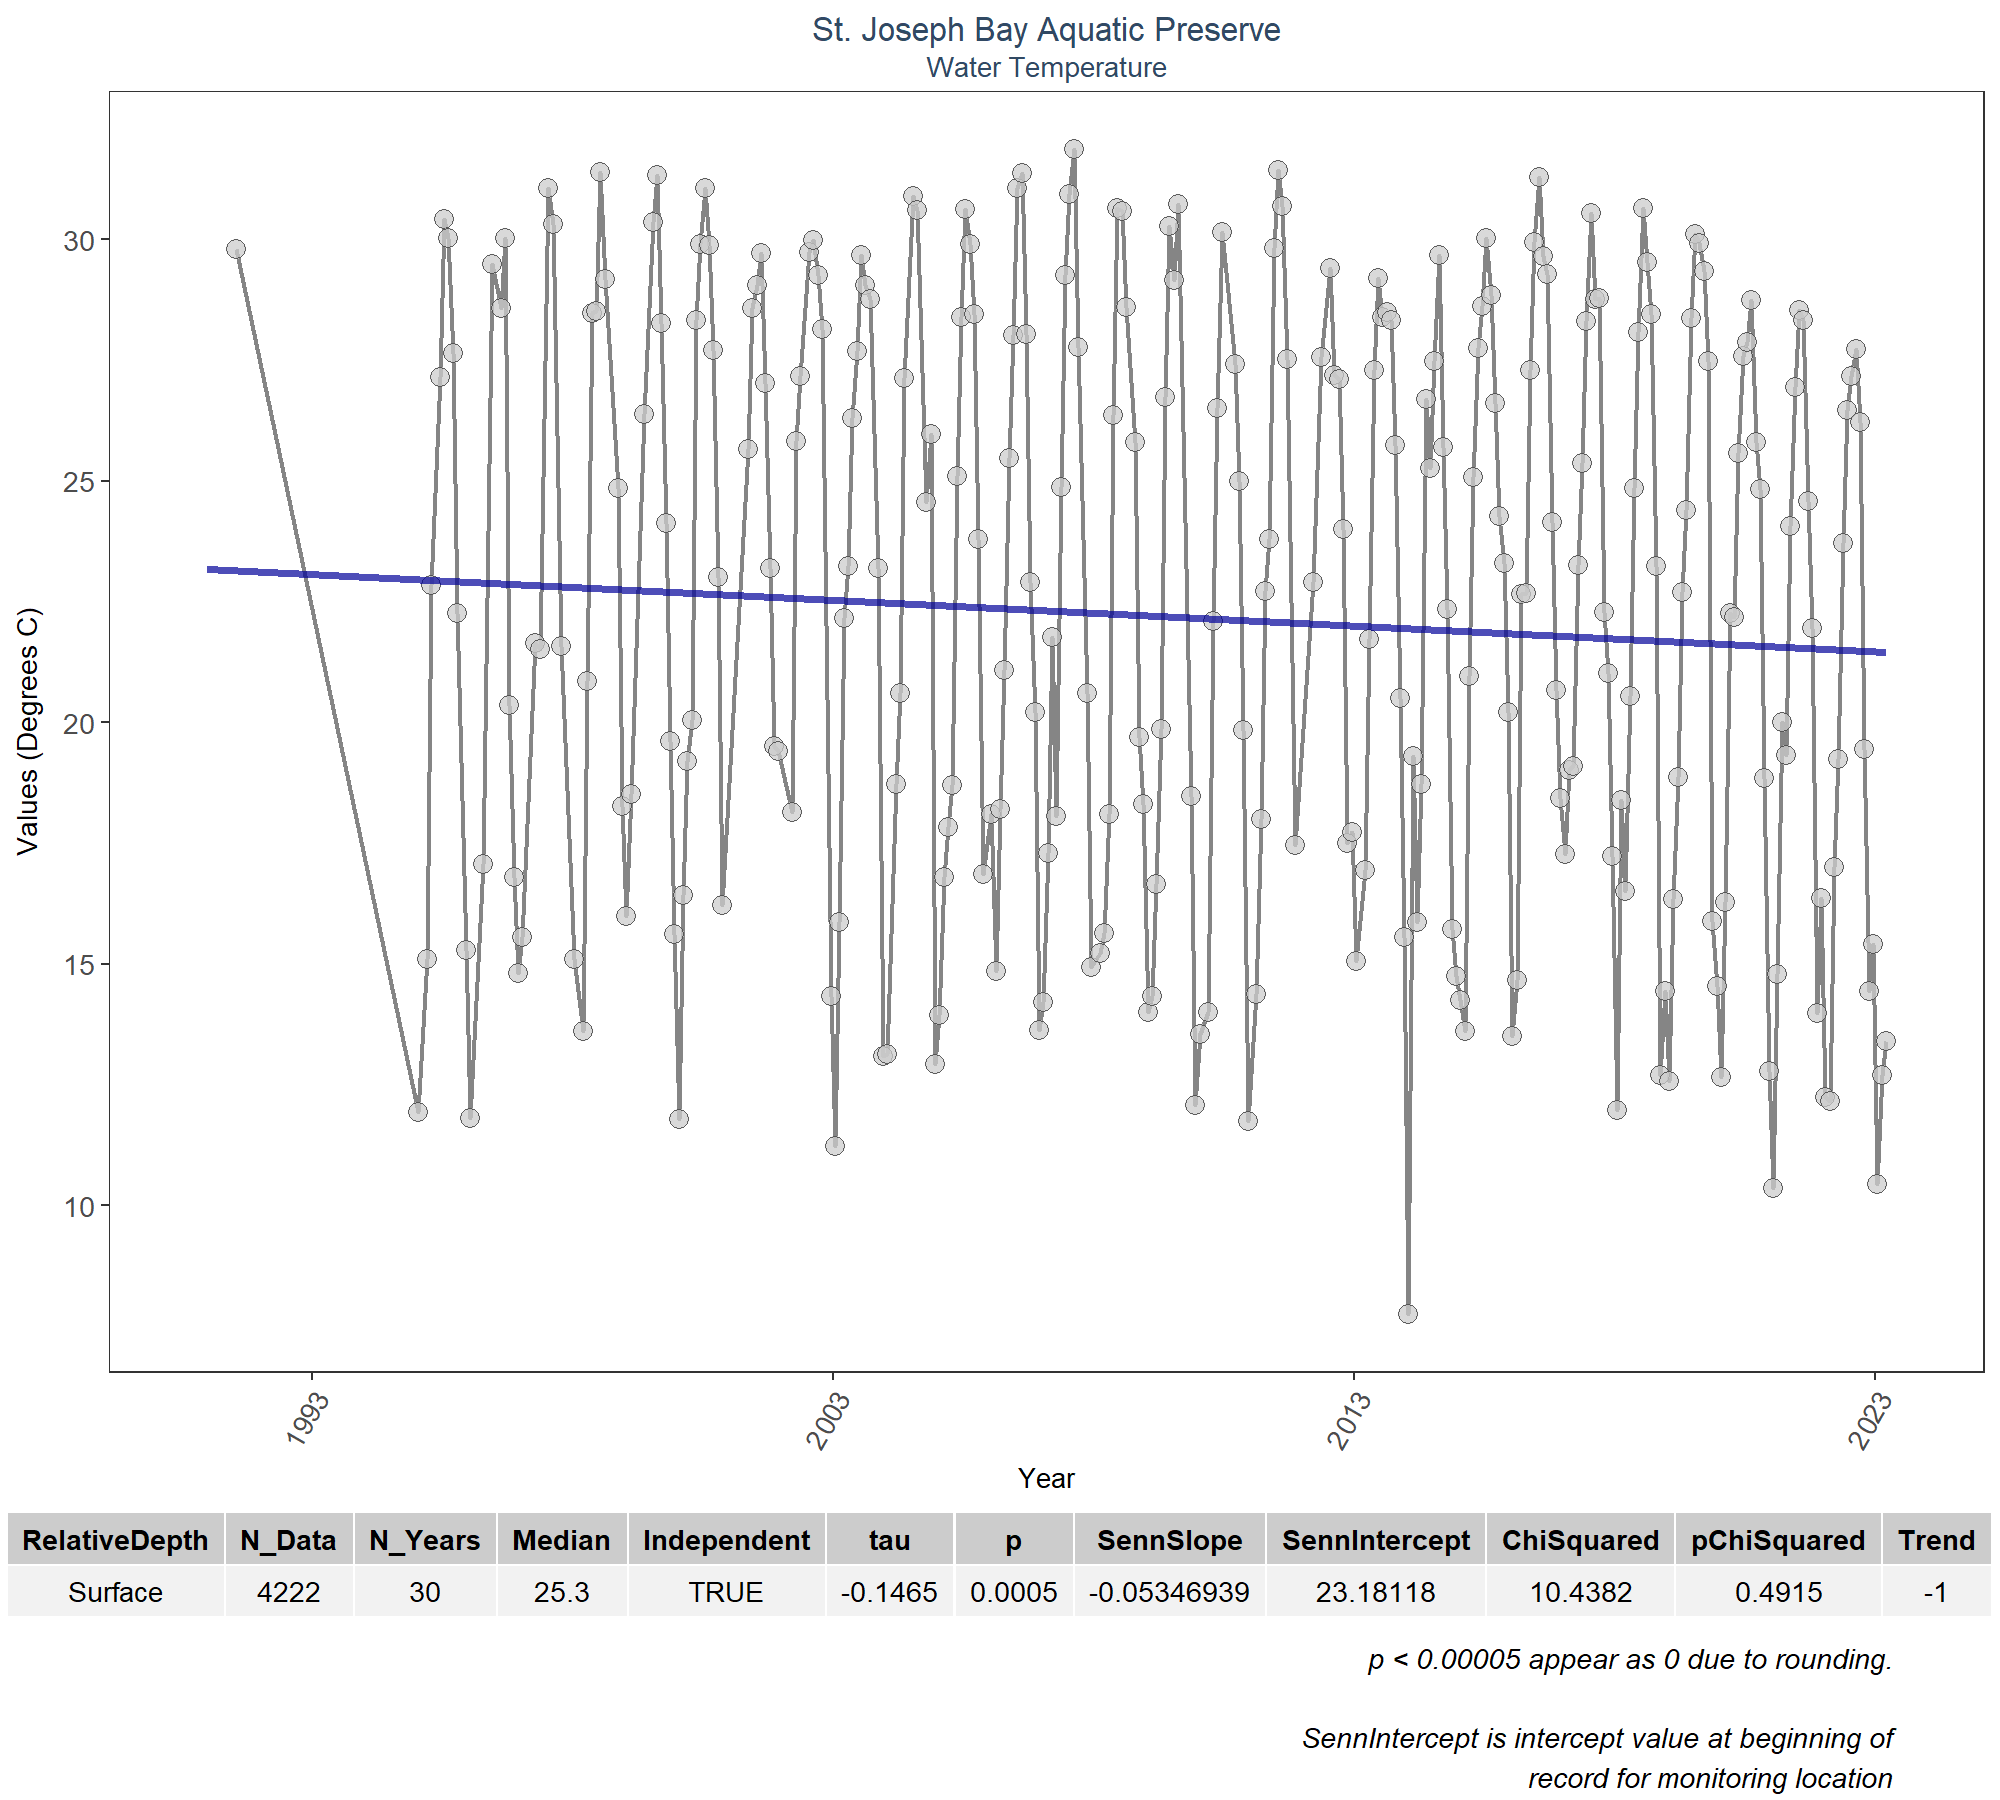 St. Joseph Bay Aquatic Preserve
Water Temperature
Values (Degrees C)
30
25
20
15
10
1993
2003
2013
2023
Year
RelativeDepth N_Data N_Years Median Independent tau p SennSlope SennIntercept ChiSquared pChiSquared Trend
Surface 4222 30 25.3 TRUE -0.1465 0.0005 -0.05346939 23.18118 10.4382 0.4915 -1
p < 0.00005 appear as 0 due to rounding.
SennIntercept is intercept value at beginning of
record for monitoring location